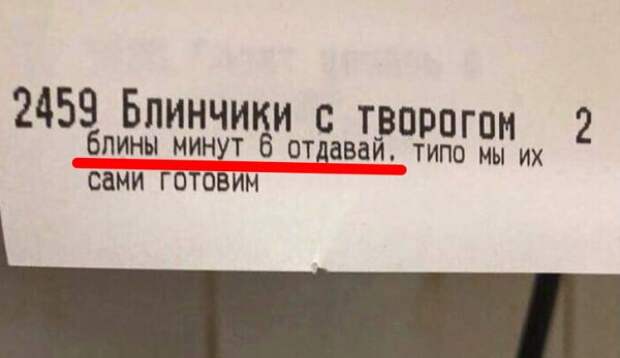 2459 Блинчики с творогом 2
блины минут 6 отдавай. типо мы их
сами готовим